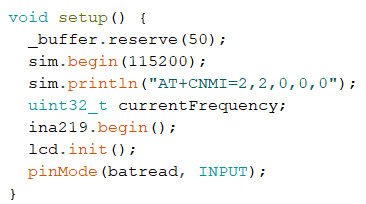 void setup() {
  _buffer.reserve(50);
  sim.begin(115200);
  sim.println("AT+CNMI=2,2,0,0,0");
  uint32_t currentFrequency;
  ina219.begin();
  lcd.init();
  pinMode(batread, INPUT);
}